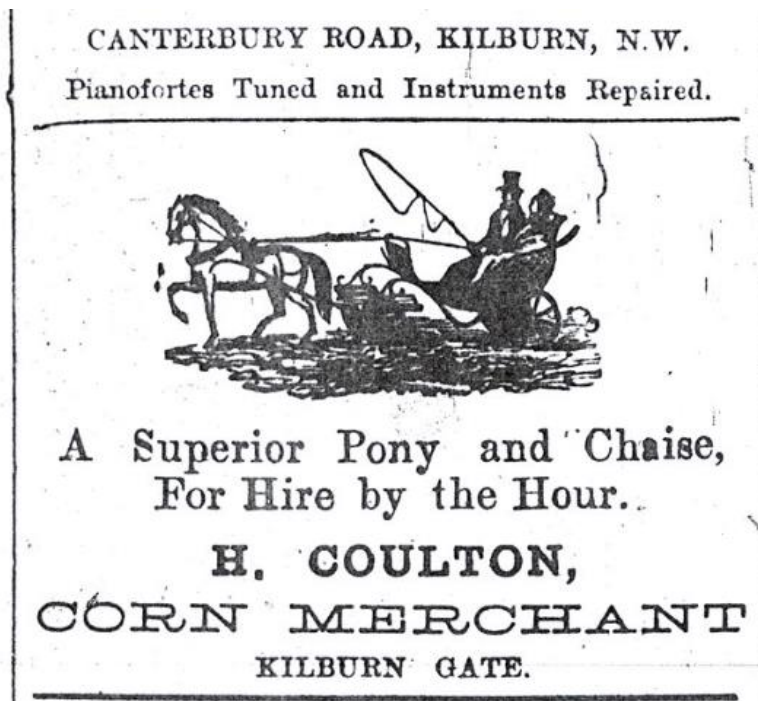 CANTERBURY ROAD, KILBURN, N.W.
Pianofortes Tuned and Instruments Repaired.
A Superior Pony and Chaise,
For Hire by the Hour.
H. COULTON,
CORN MERCHANT
KILBURN GATE.